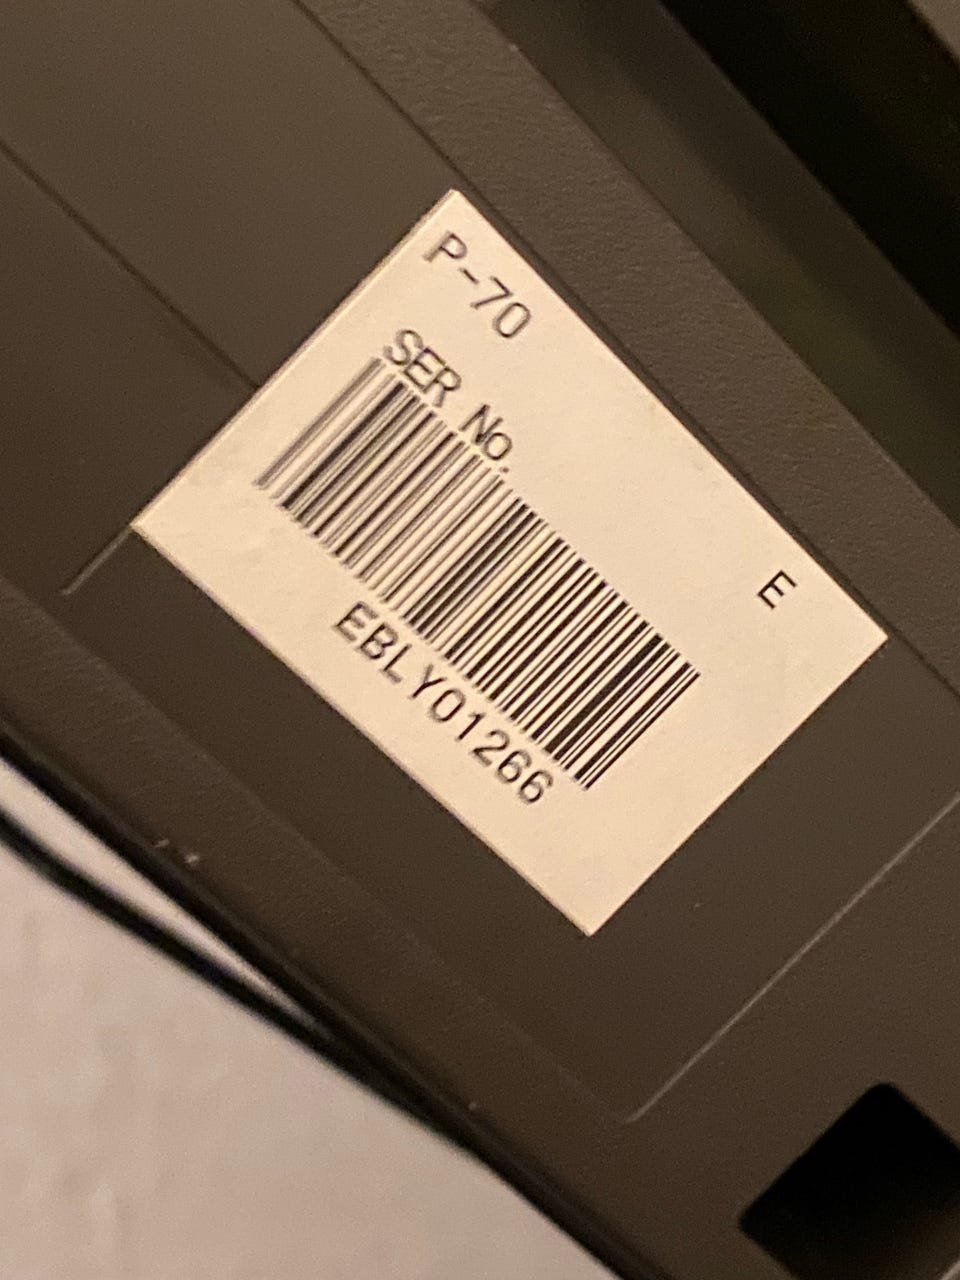 P-70
SER No.
E
EBLY01266